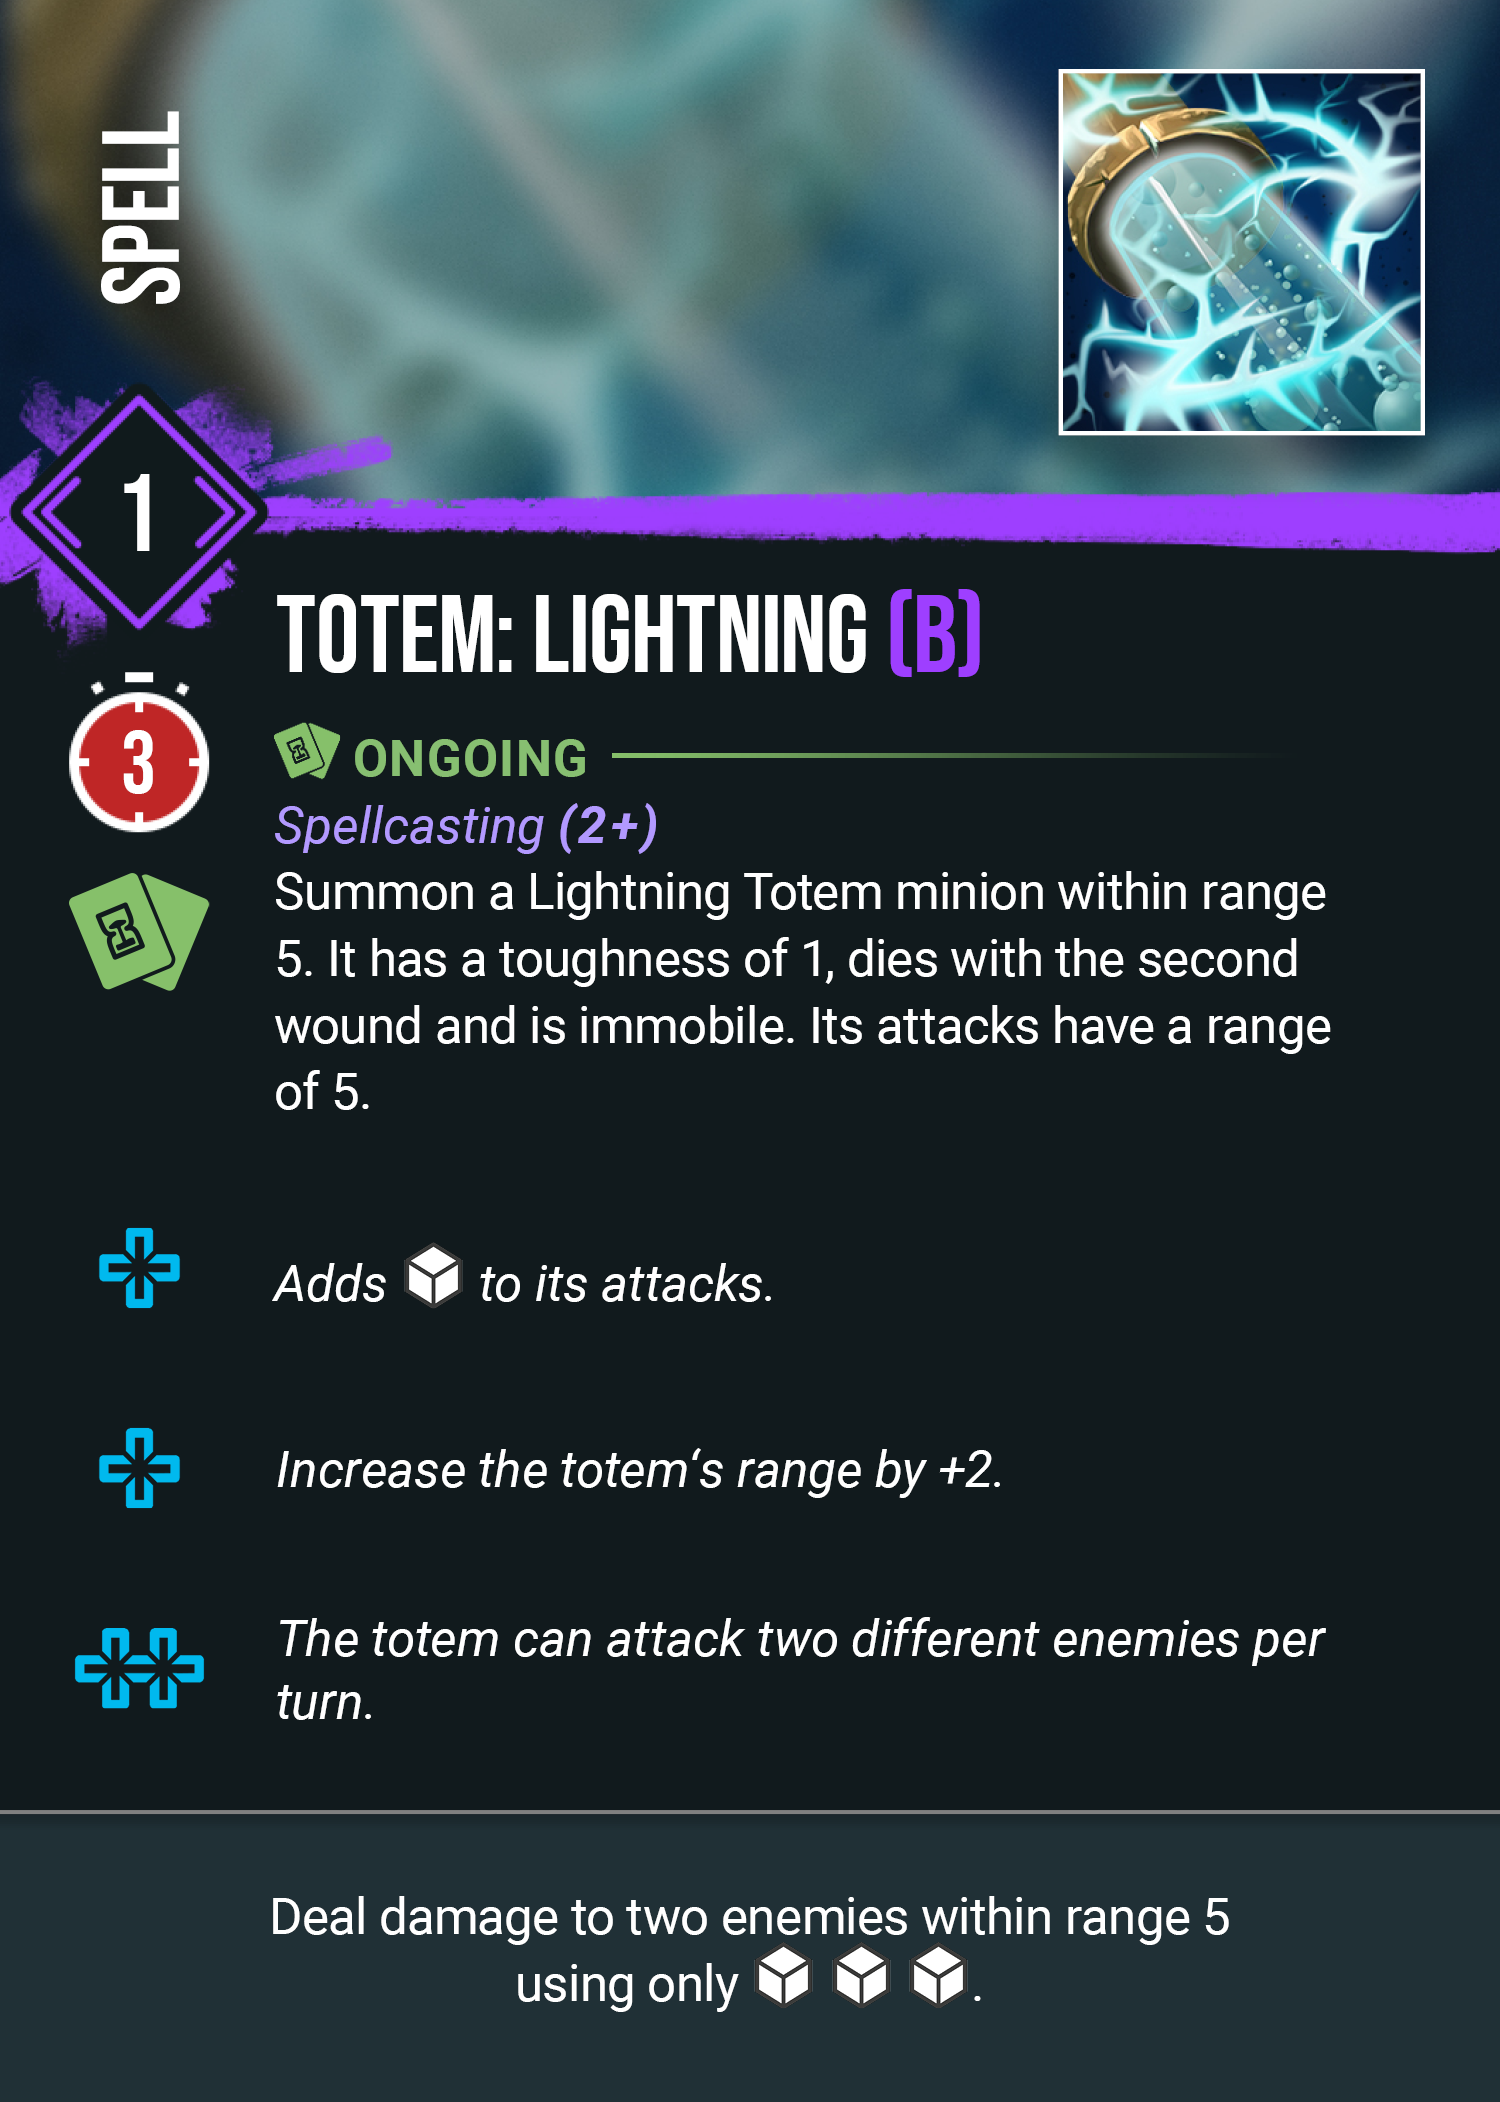 SPELL
1
TOTEM: LIGHTNING (B)
3
ONGOING
Spellcasting (2+)
Summon a Lightning Totem minion within range
5. It has a toughness of 1, dies with the second
wound and is immobile. Its attacks have a range
of 5.
Adds to its attacks.
Increase the totem‘s range by +2.
The totem can attack two different enemies per
turn.
Deal damage to two enemies within range 5
using only .